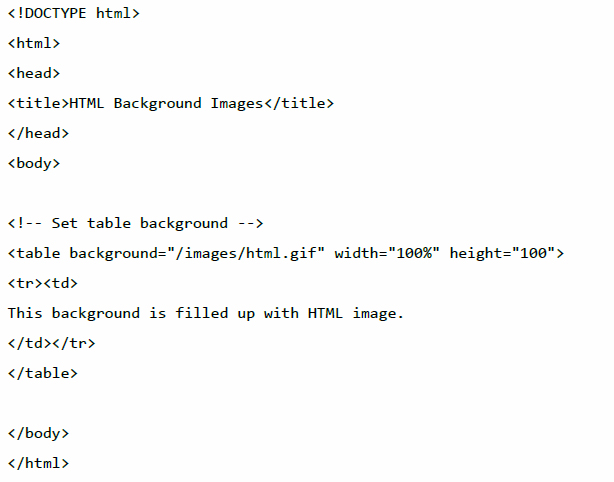 <!DOCTYPE html>
<html>
<head>
<title>HTML Background Images</title>
</head>
<body>
<!-- Set table background -->
<table background="/images/html.gif" width="100%" height="100">
<tr><td>
This background is filled up with HTML image.
</td></tr>
</table>
</body>
</html>